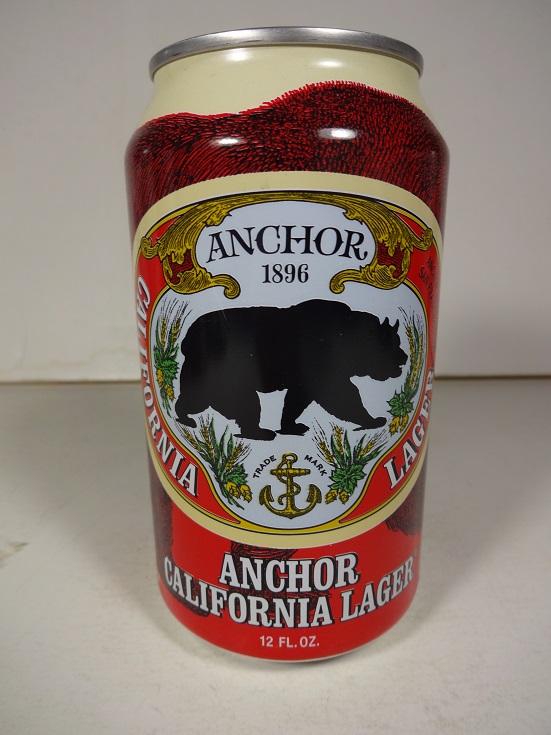 ANCHOR
1896
CALIFORNIA
LAGER
TRADE MARK
ANCHOR
CALIFORNIA LAGER
12 FL. OZ.